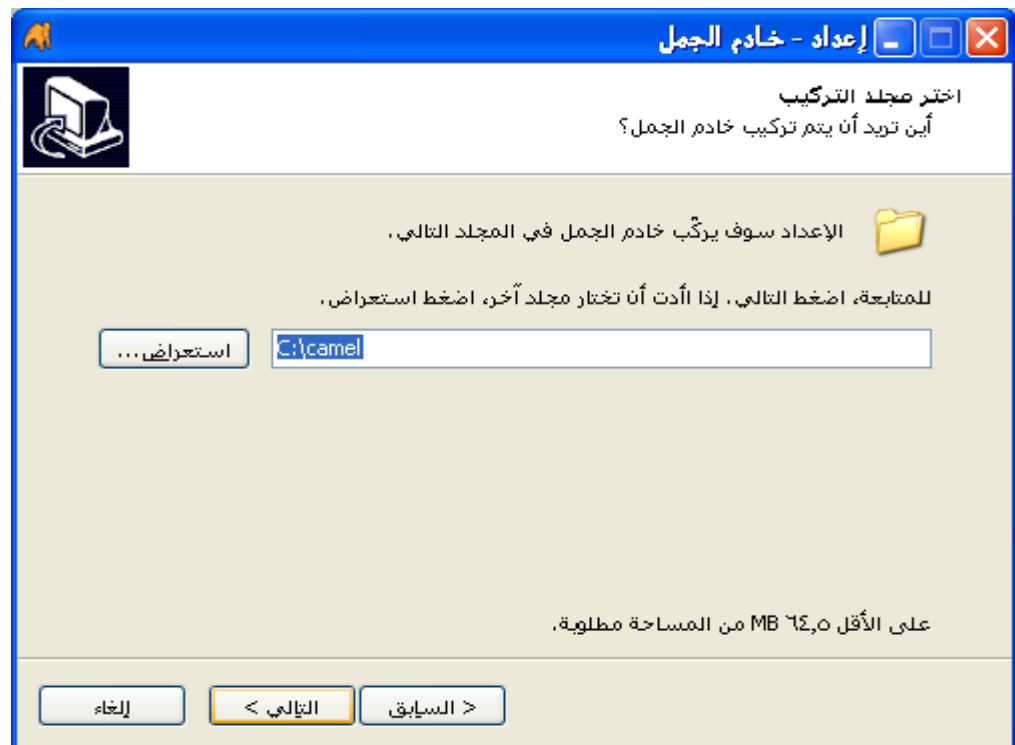 إعداد - خادم الجمل
اختر مجلد التركيب
أين تريد أن يتم تركيب خادم الجمل؟
الإعداد سوف يركّب خادم الجمل في المجلد التالي.
للمتابعة، اضغط التالي. إذا اأدت أن تختار مجلد آخر، اضغط استعراض.
C:\camel
استعراض...
على الأقل ٦٤,٥ MB من المساحة مطلوبة.
< السابق
التالي >
إلغاء